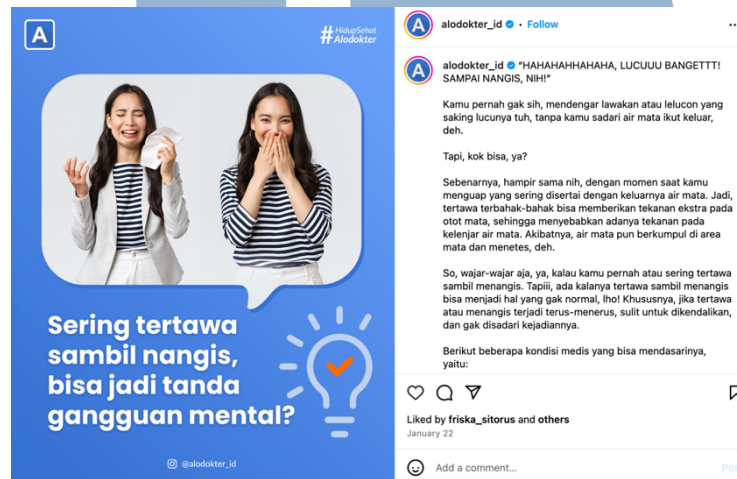 A
#HidupSehat
Alodokter
Sering tertawa
sambil nangis,
bisa jadi tanda
gangguan mental?
@alodokter_id
A
alodokter_id • Follow
A
alodokter_id "HAHAHAHHAHAHA, LUCUUU BANGETTT!
SAMPAI NANGIS, NIH!"
Kamu pernah gak sih, mendengar lawakan atau lelucon yang
saking lucunya tuh, tanpa kamu sadari air mata ikut keluar,
deh.
Tapi, kok bisa, ya?
Sebenarnya, hampir sama nih, dengan momen saat kamu
menguap yang sering disertai dengan keluarnya air mata. Jadi,
tertawa terbahak-bahak bisa memberikan tekanan ekstra pada
otot mata, sehingga menyebabkan adanya tekanan pada
kelenjar air mata. Akibatnya, air mata pun berkumpul di area
mata dan menetes, deh.
So, wajar-wajar aja, ya, kalau kamu pernah atau sering tertawa
sambil menangis. Tapiii, ada kalanya tertawa sambil menangis
bisa menjadi hal yang gak normal, lho! Khususnya, jika tertawa
atau menangis terjadi terus-menerus, sulit untuk dikendalikan,
dan gak disadari kejadiannya.
Berikut beberapa kondisi medis yang bisa mendasarinya,
yaitu:
Liked by friska_sitorus and others
January 22
Add a comment...